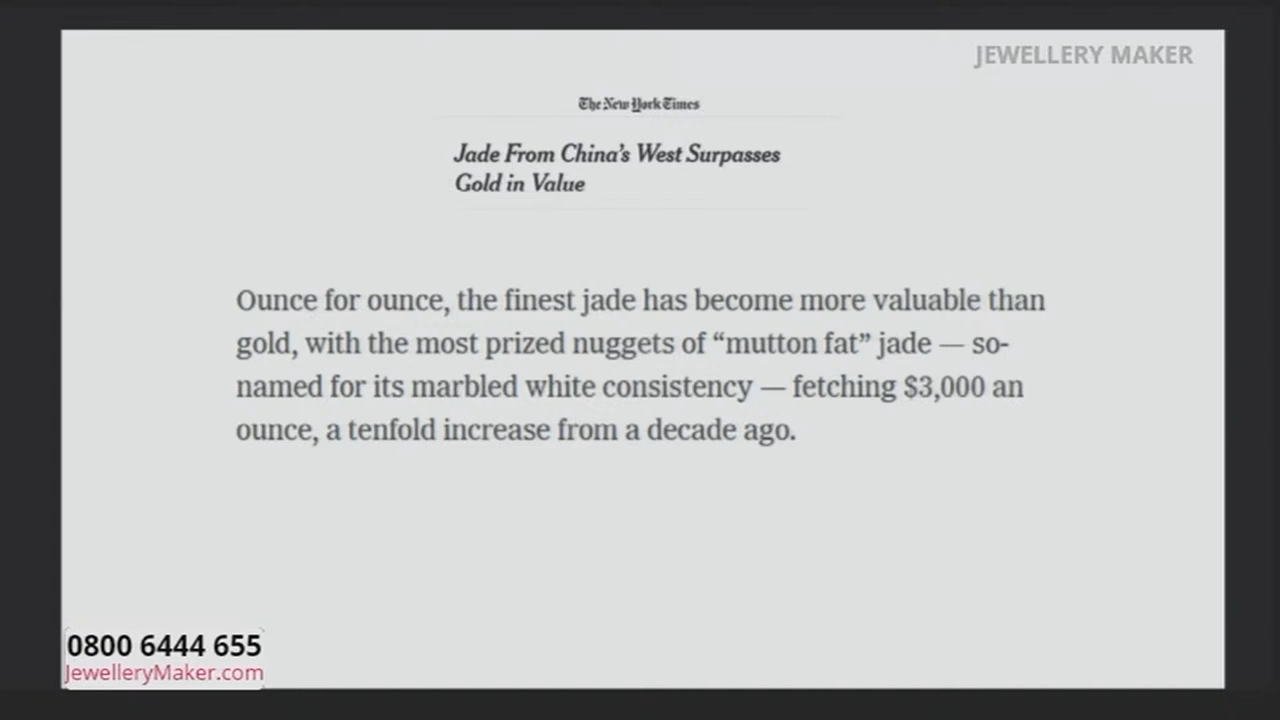 JEWELLERY MAKER
The New York Times
Jade From China's West Surpasses
Gold in Value
Ounce for ounce, the finest jade has become more valuable than
gold, with the most prized nuggets of “mutton fat” jade — so-
named for its marbled white consistency — fetching $3,000 an
ounce, a tenfold increase from a decade ago.
0800 6444 655
JewelleryMaker.com